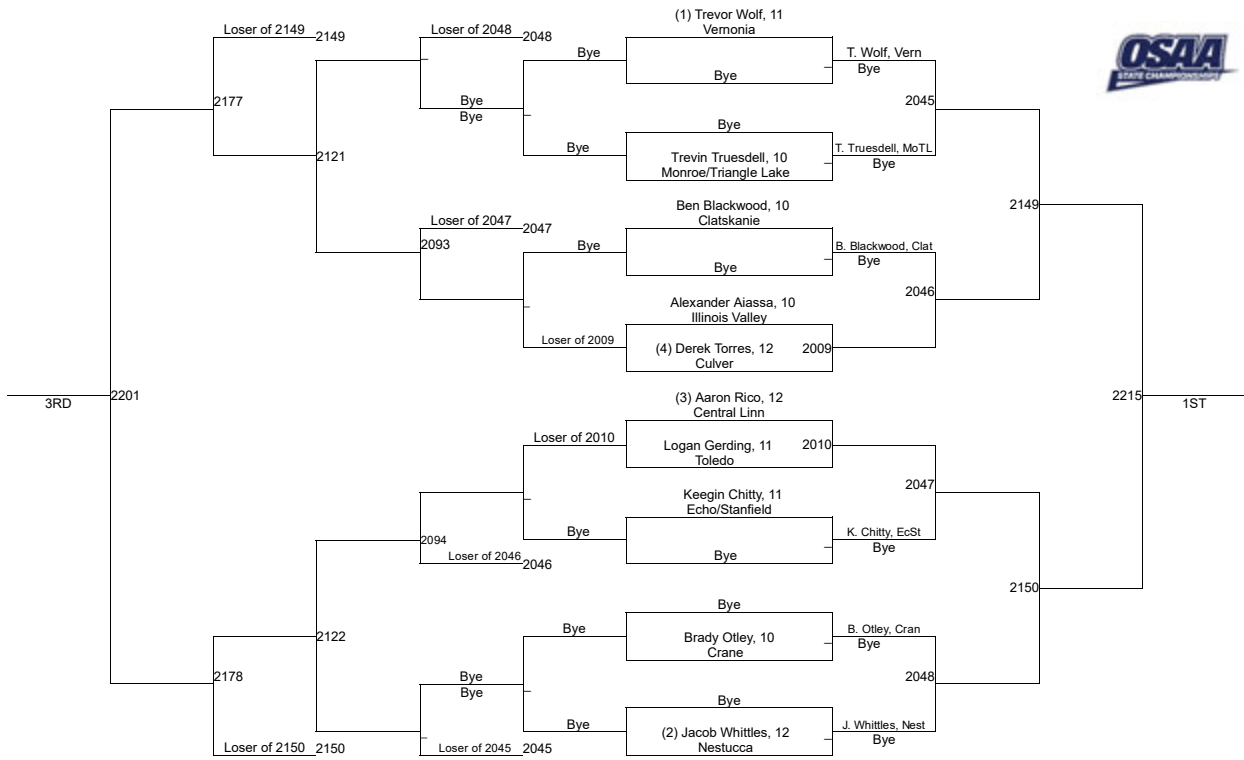 (1) Trevor Wolf, 11
Vernonia
Loser of 2149
2149
Loser of 2048
2048
Bye
T. Wolf, Vern
Bye
Bye
OSAA
STATE CHAMPIONSHIPS
2177
Bye
Bye
2045
Bye
2121
Bye
Trevin Truesdell, 10
Monroe/Triangle Lake
T. Truesdell, MoTL
Bye
Ben Blackwood, 10
Clatskanie
2149
Loser of 2047
2047
2093
Bye
B. Blackwood, Clat
Bye
Bye
2046
Alexander Aiassa, 10
Illinois Valley
Loser of 2009
(4) Derek Torres, 12
Culver
2009
3RD
2201
(3) Aaron Rico, 12
Central Linn
2215
1ST
Loser of 2010
Logan Gerding, 11
Toledo
2010
2047
Keegin Chitty, 11
Echo/Stanfield
2094
Bye
K. Chitty, EcSt
Bye
Loser of 2046
2046
Bye
2150
Bye
2122
Bye
Brady Otley, 10
Crane
B. Otley, Cran
Bye
2178
Bye
Bye
2048
Bye
Loser of 2150
2150
Loser of 2045
2045
Bye
(2) Jacob Whittles, 12
Nestucca
J. Whittles, Nest
Bye